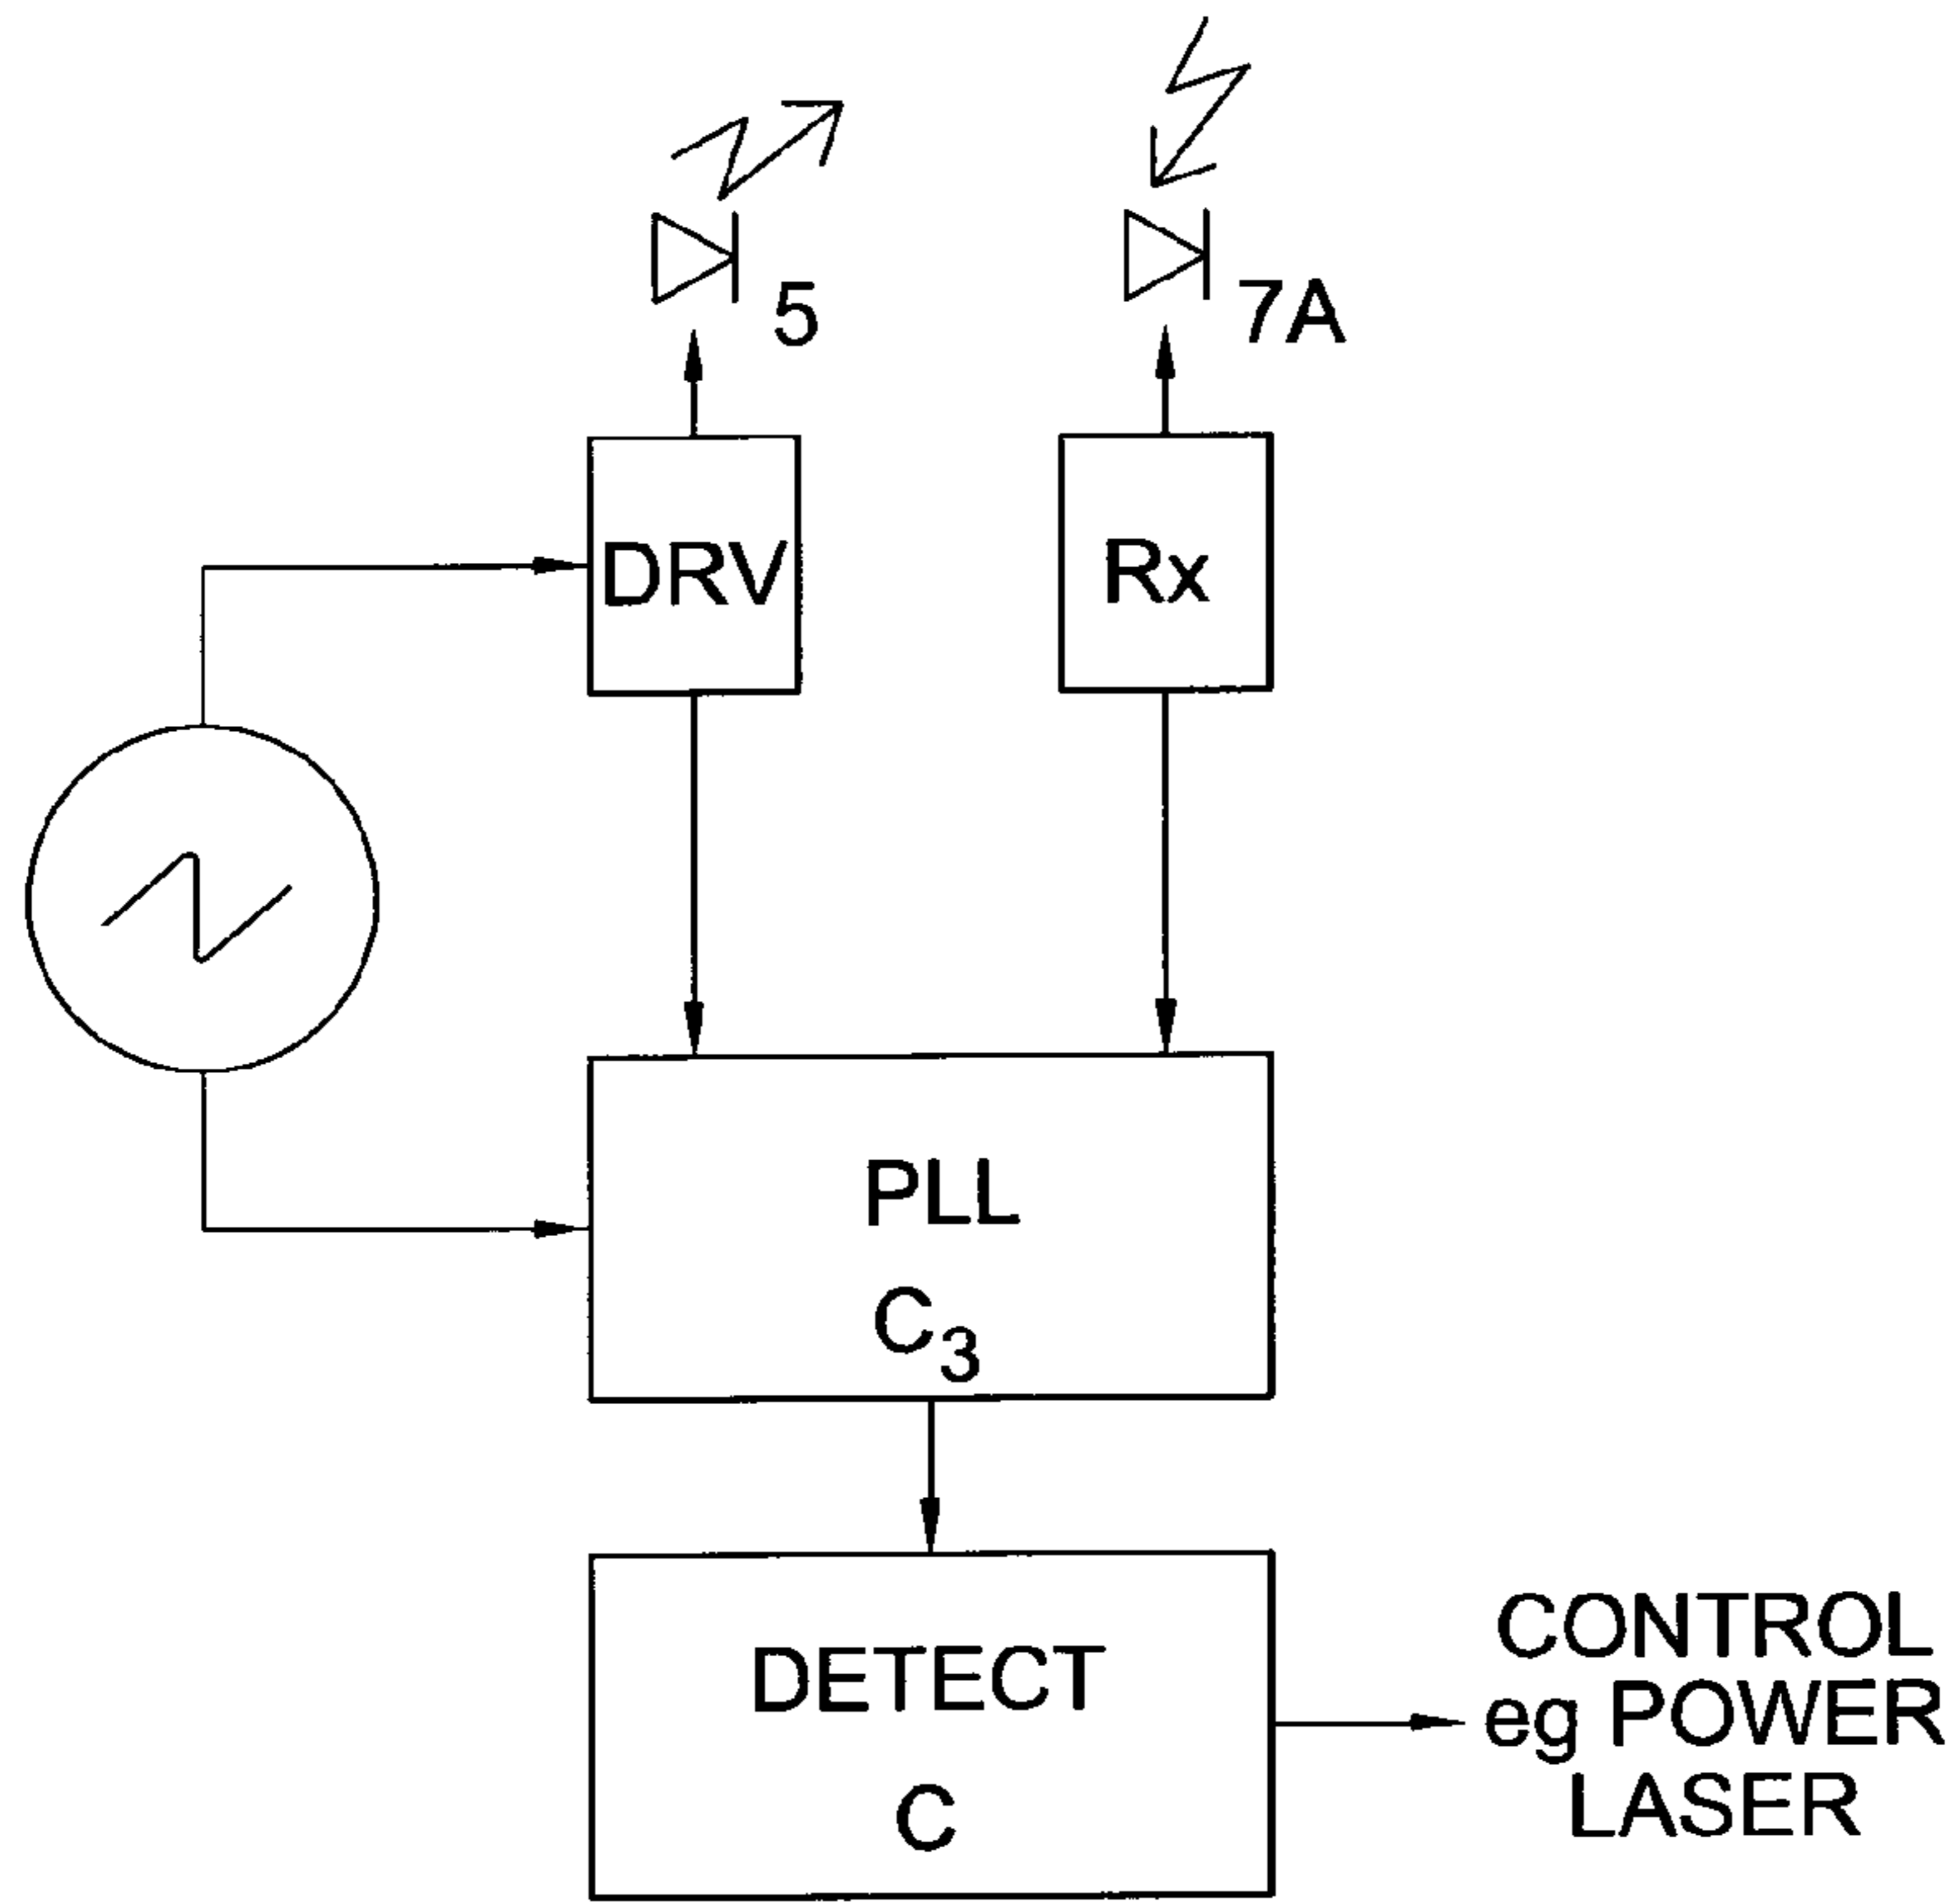 5
7A
DRV
Rx
PLL
C3
DETECT
C
CONTROL
eg POWER
LASER